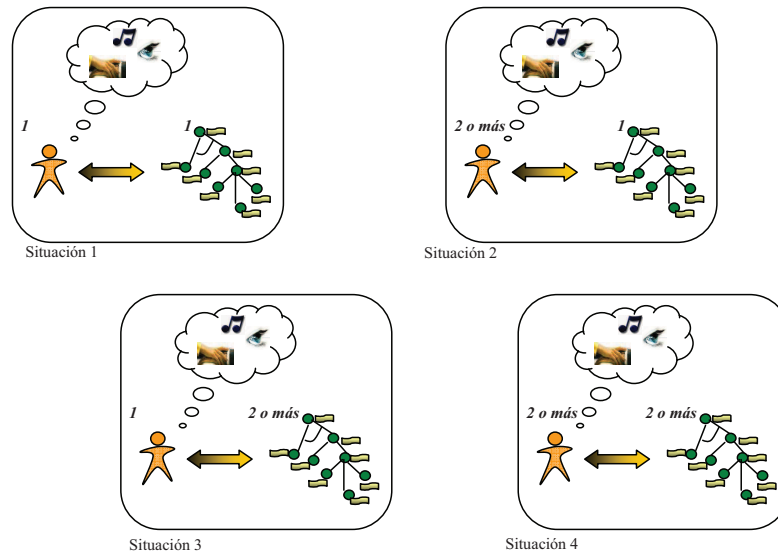 1
1
Situación 1
2 o más
1
Situación 2
1
2 o más
Situación 3
2 o más
2 o más
Situación 4